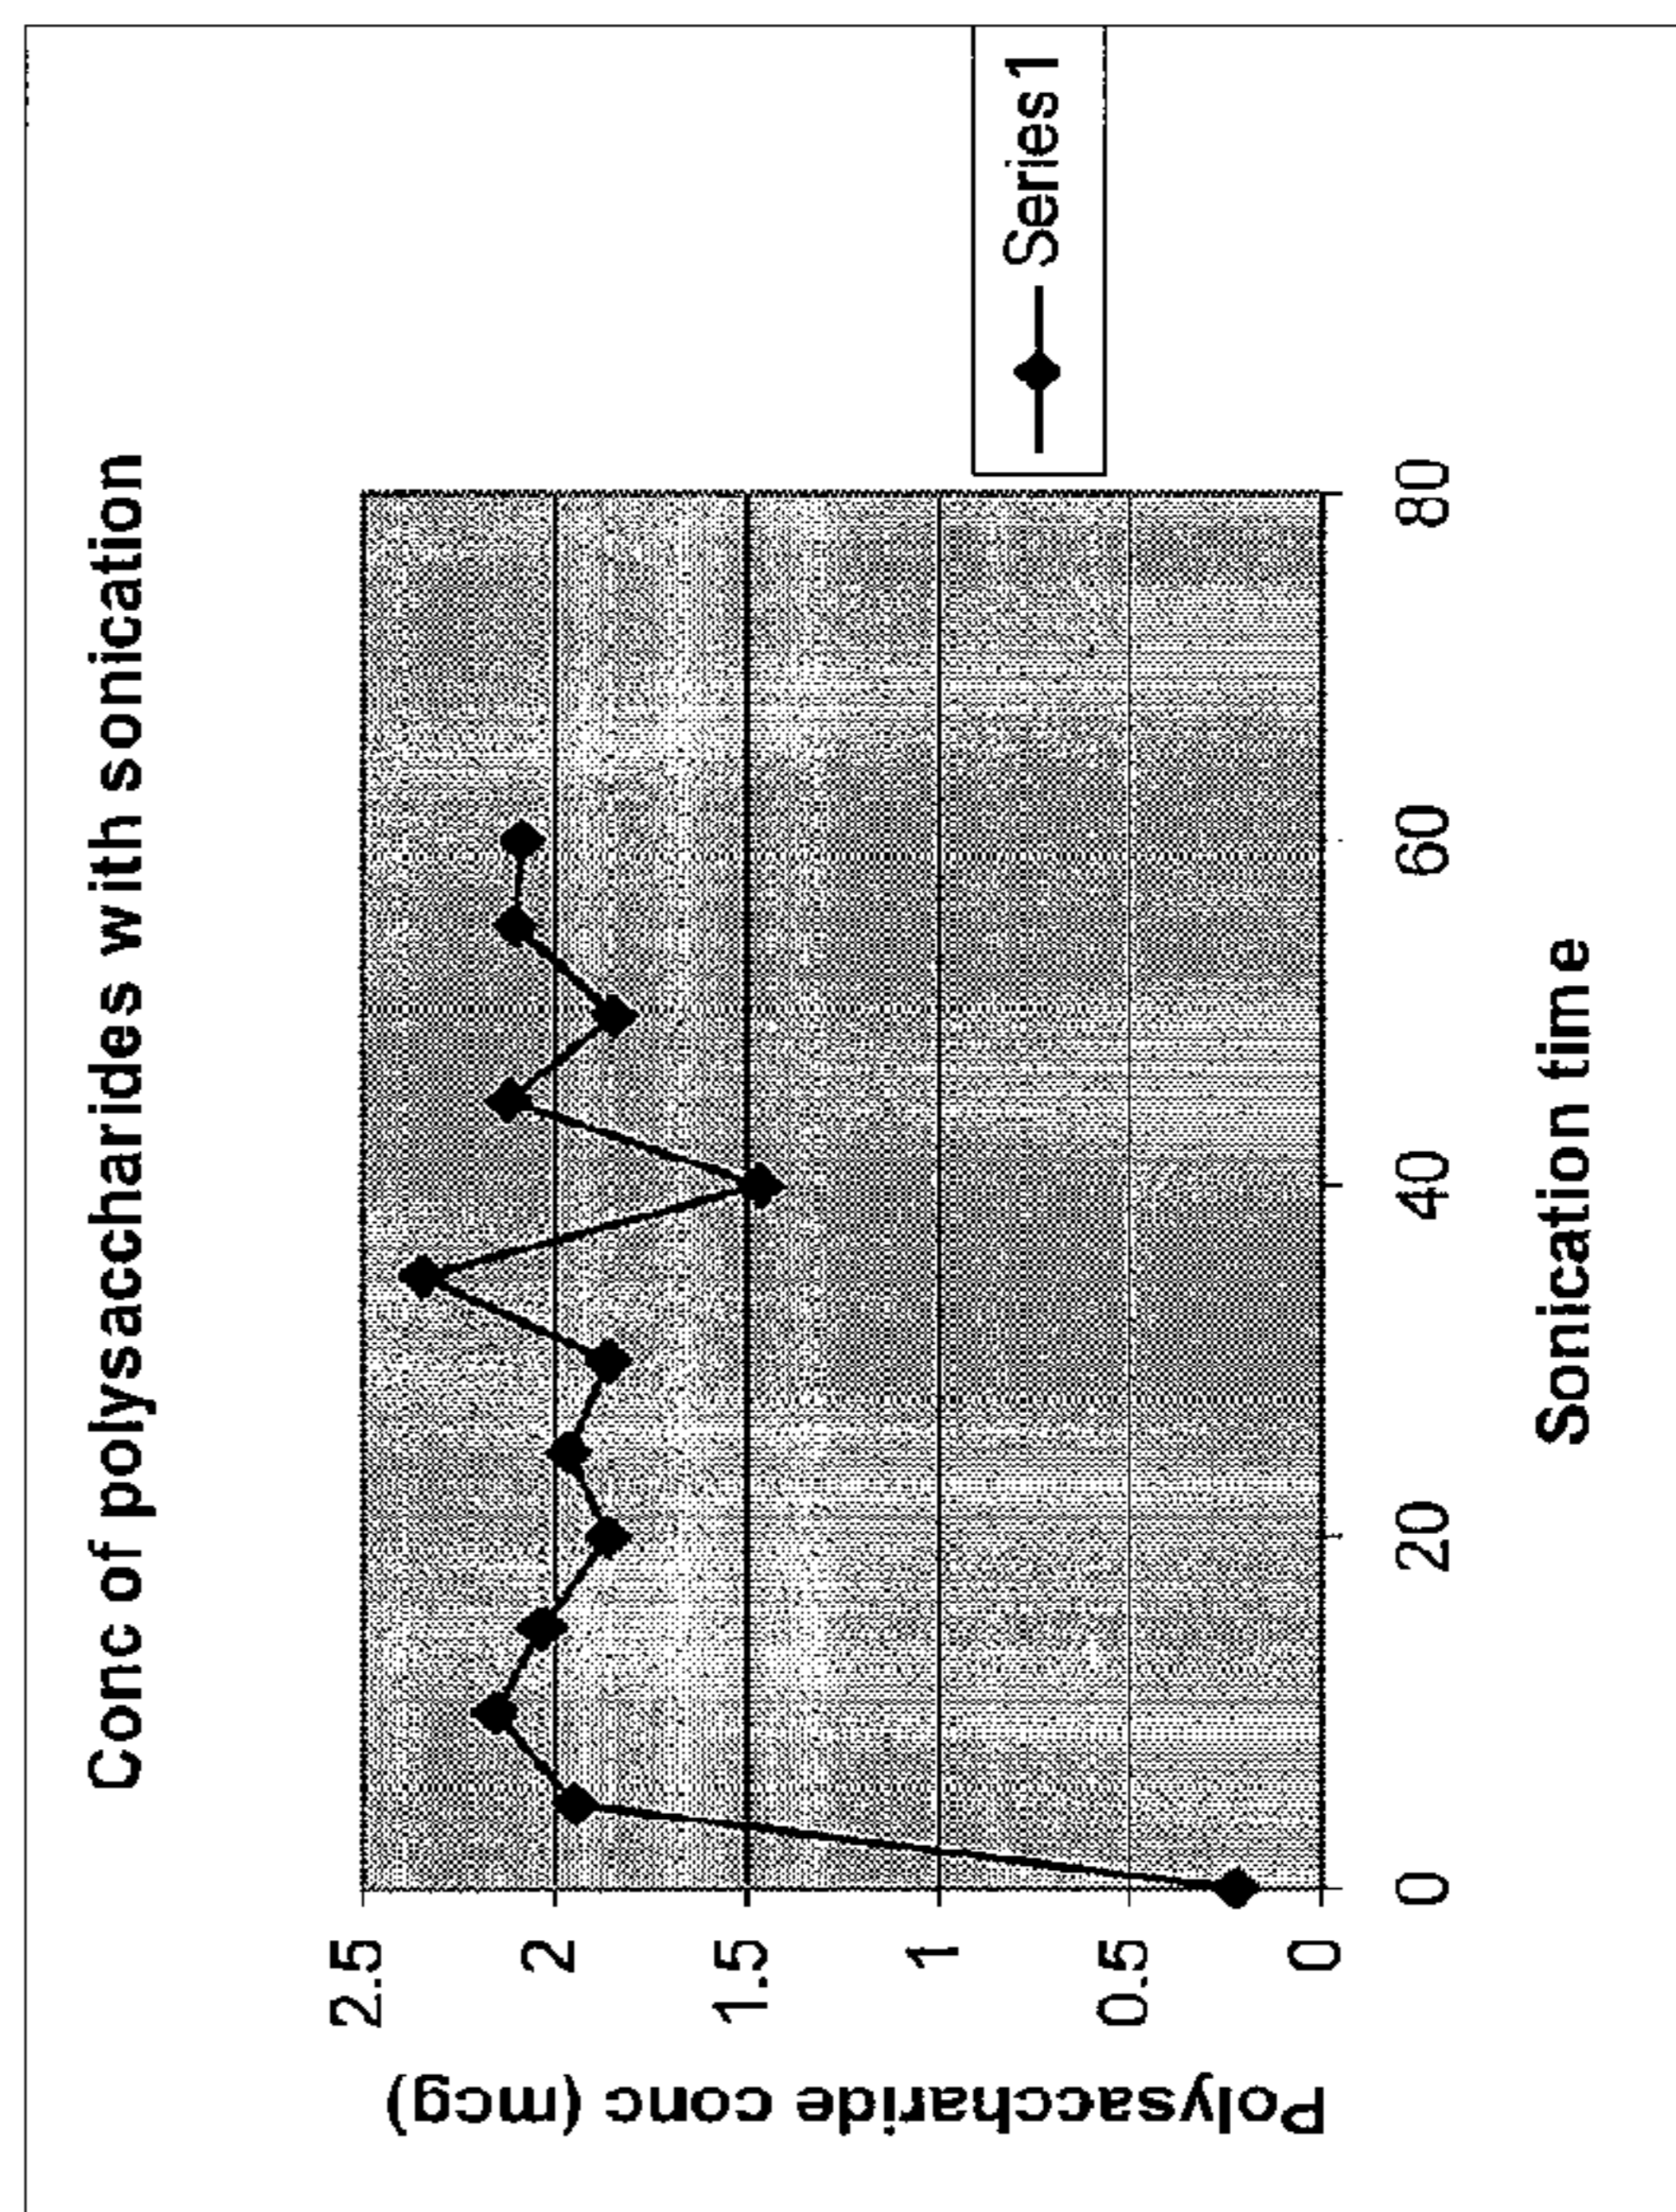 Conc of polysaccharides with sonication
Polysaccharide conc (mcg)
2.5
2
1.5
1
0.5
0
0
20
40
60
80
Sonication time
Series1